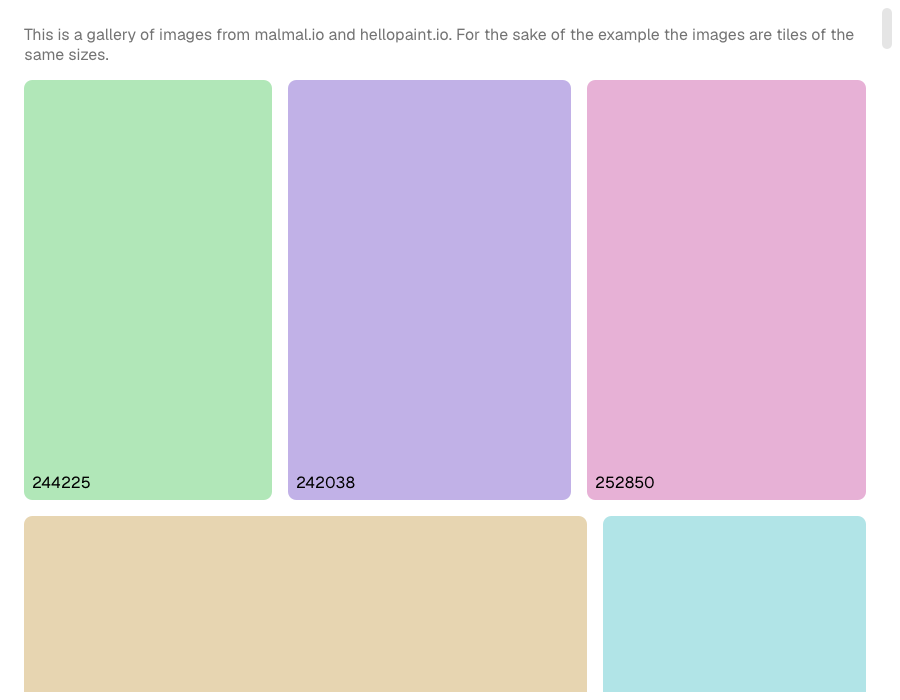 This is a gallery of images from malmal.io and hellopaint.io. For the sake of the example the images are tiles of the
same sizes.
244225
242038
252850